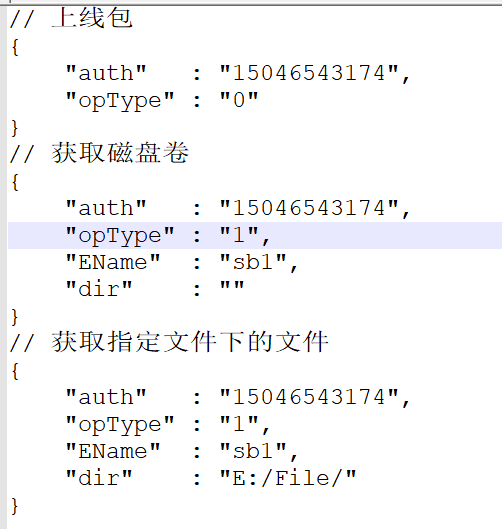 // 上线包
{
    "auth"   : "15046543174",
    "opType" : "0"
}
// 获取磁盘卷
{
    "auth"   : "15046543174",
    "opType" : "1",
    "EName"  : "sb1",
    "dir"    : ""
}
// 获取指定文件下的文件
{
    "auth"   : "15046543174",
    "opType" : "1",
    "EName"  : "sb1",
    "dir"    : "E:/File/"
}